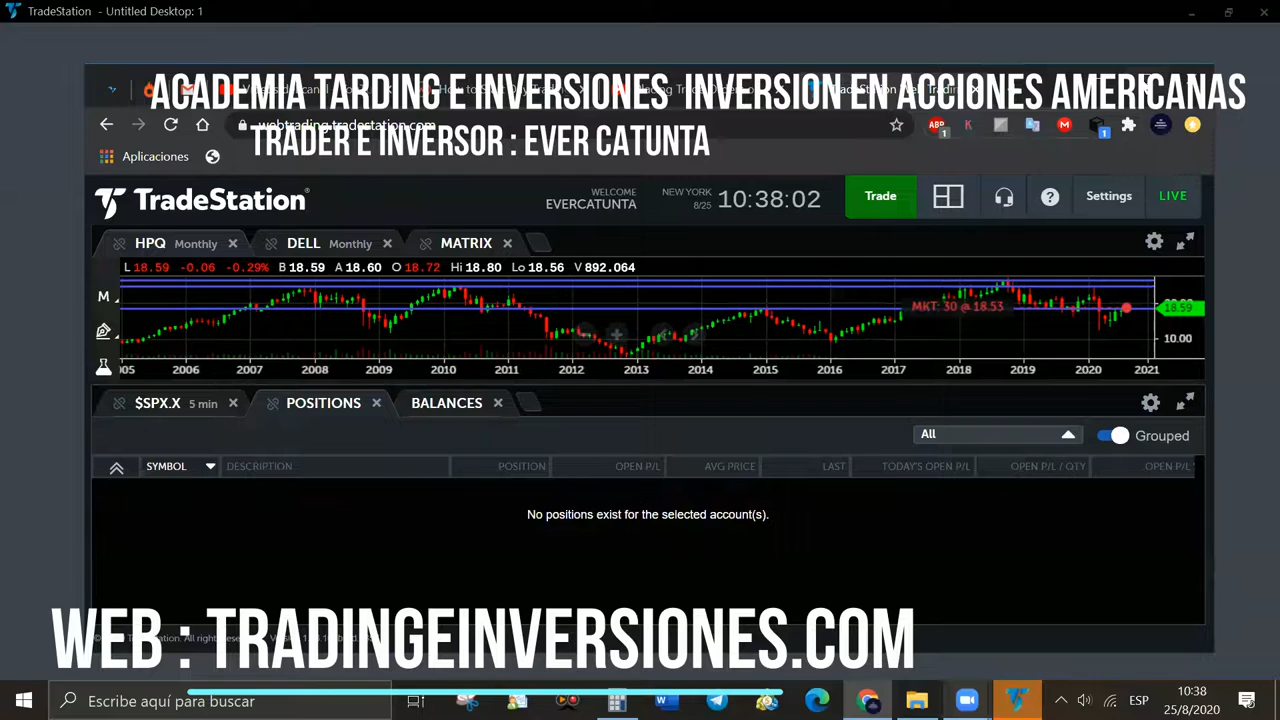 TradeStation - Untitled Desktop: 1
ACADEMIA TARDING E INVERSIONES INVERSION EN ACCIONES AMERICANAS
webtrading.tradestation.com
TRADER E INVERSOR : EVER CATUNTA
Aplicaciones
TradeStation
WELCOME
EVERCATUNTA
NEW YORK
8/25
10:38:02
Trade
Settings
LIVE
HPQ Monthly
DELL Monthly
MATRIX
L 18.59 -0.06 -0.29% B 18.59 A 18.60 O 18.72 Hi 18.80 Lo 18.56 V 892.064
M
MKT: 30 @ 18.53
18.59
10.00
2006 2007 2008 2009 2010 2011 2012 2013 2014 2015 2016 2017 2018 2019 2020 2021
$SPX.X 5 min
POSITIONS
BALANCES
All
Grouped
SYMBOL DESCRIPTION POSITION OPEN P/L AVG PRICE LAST TODAY'S OPEN P/L OPEN P/L / QTY OPEN P/L
No positions exist for the selected account(s).
WEB : TRADINGEINVERSIONES.COM
Escribe aquí para buscar
ESP
10:38
25/8/2020